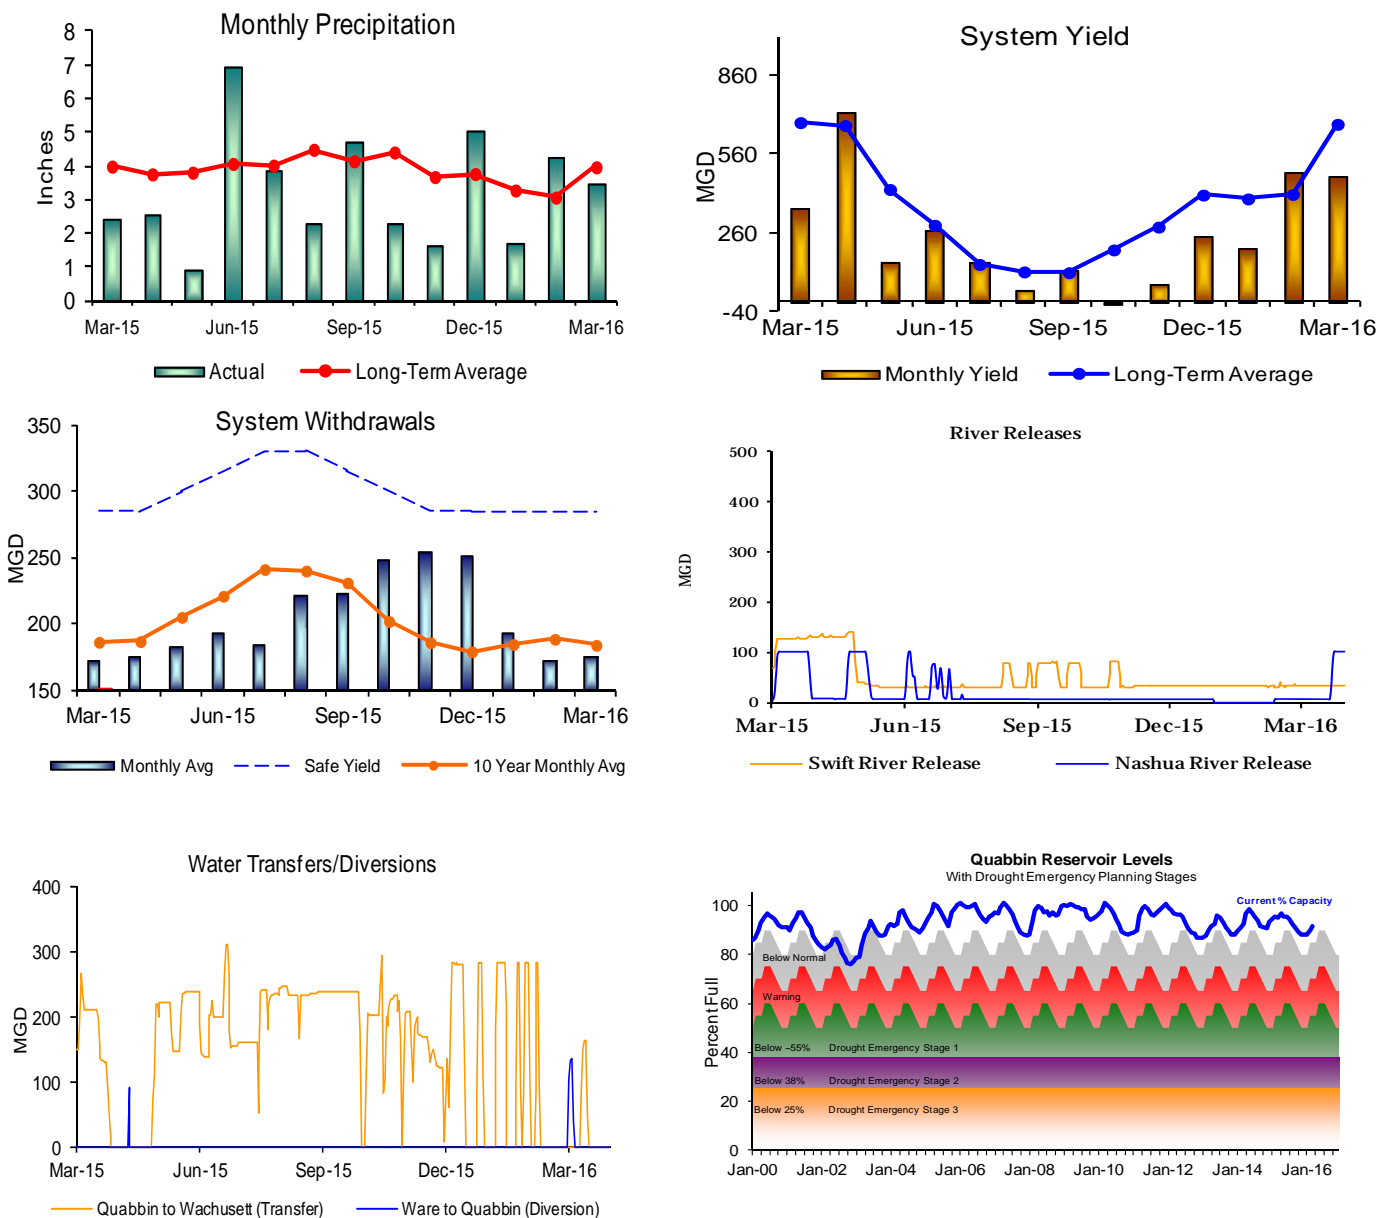 Monthly Precipitation
8
7
6
5
4
3
2
1
0
Inches
Mar-15 Jun-15 Sep-15 Dec-15 Mar-16
Actual Long-Term Average
System Yield
860
560
260
-40
MGD
Mar-15 Jun-15 Sep-15 Dec-15 Mar-16
Monthly Yield Long-Term Average
System Withdrawals
350
300
250
200
150
MGD
Mar-15 Jun-15 Sep-15 Dec-15 Mar-16
Monthly Avg Safe Yield 10 Year Monthly Avg
River Releases
500
400
300
200
100
0
MGD
Mar-15 Jun-15 Sep-15 Dec-15 Mar-16
Swift River Release Nashua River Release
Water Transfers/Diversions
400
300
200
100
0
MGD
Mar-15 Jun-15 Sep-15 Dec-15 Mar-16
Quabbin to Wachusett (Transfer) Ware to Quabbin (Diversion)
Quabbin Reservoir Levels
With Drought Emergency Planning Stages
Current % Capacity
100
80
60
40
20
0
Percent Full
Below Normal
Warning
Below ~55% Drought Emergency Stage 1
Below 38% Drought Emergency Stage 2
Below 25% Drought Emergency Stage 3
Jan-00 Jan-02 Jan-04 Jan-06 Jan-08 Jan-10 Jan-12 Jan-14 Jan-16